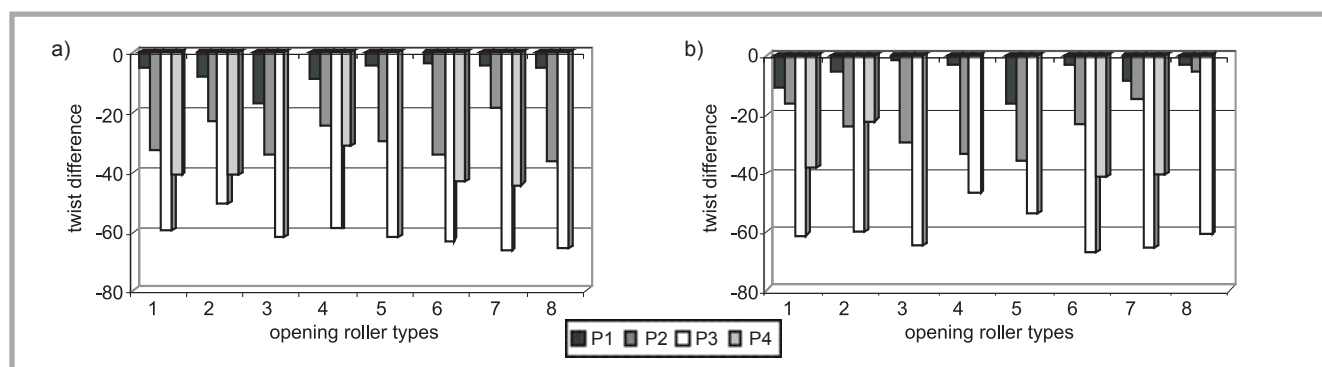 a)
twist difference
0
-20
-40
-60
-80
1 2 3 4 5 6 7 8
opening roller types
b)
twist difference
0
-20
-40
-60
-80
1 2 3 4 5 6 7 8
opening roller types
P1 P2 P3 P4